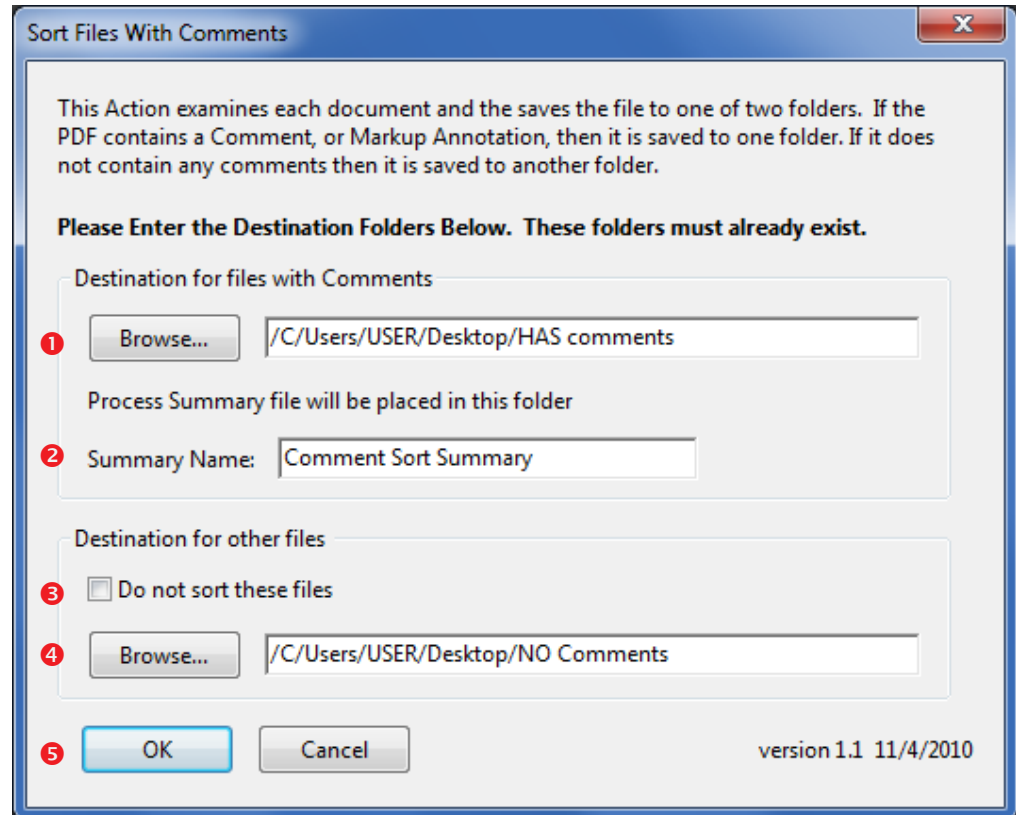 Sort Files With Comments
x
This Action examines each document and the saves the file to one of two folders.  If the
PDF contains a Comment, or Markup Annotation, then it is saved to one folder. If it does
not contain any comments then it is saved to another folder.
Please Enter the Destination Folders Below.  These folders must already exist.
Destination for files with Comments
1 Browse... /C/Users/USER/Desktop/HAS comments
Process Summary file will be placed in this folder
2 Summary Name: Comment Sort Summary
Destination for other files
3 Do not sort these files
4 Browse... /C/Users/USER/Desktop/NO Comments
5 OK Cancel version 1.1  11/4/2010